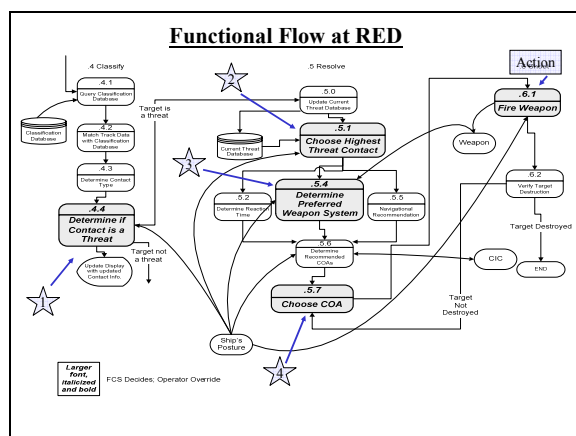 Functional Flow at RED
.4 Classify
.5 Resolve
Action
.4.1
Query Classification
Database
Classification
Database
.4.2
Match Track Data
with Classification
Database
.4.3
Determine Contact
Type
.4.4
Determine if
Contact is a
Threat
Target is
a threat
Target not
a threat
Update Display
with updated
Contact Info.
1
2
3
4
.5.0
Update Current
Threat Database
Current Threat
Database
.5.1
Choose Highest
Threat Contact
.5.2
Determine Reaction
Time
.5.4
Determine
Preferred
Weapon System
.5.5
Navigational
Recommendation
.5.6
Determine
Recommended
COAs
.5.7
Choose COA
Ship's
Posture
.6.1
Fire Weapon
Weapon
6.2
Verify Target
Destruction
Target Destroyed
END
CIC
Target
Not
Destroyed
Larger
font,
italicized
and bold
FCS Decides; Operator Override